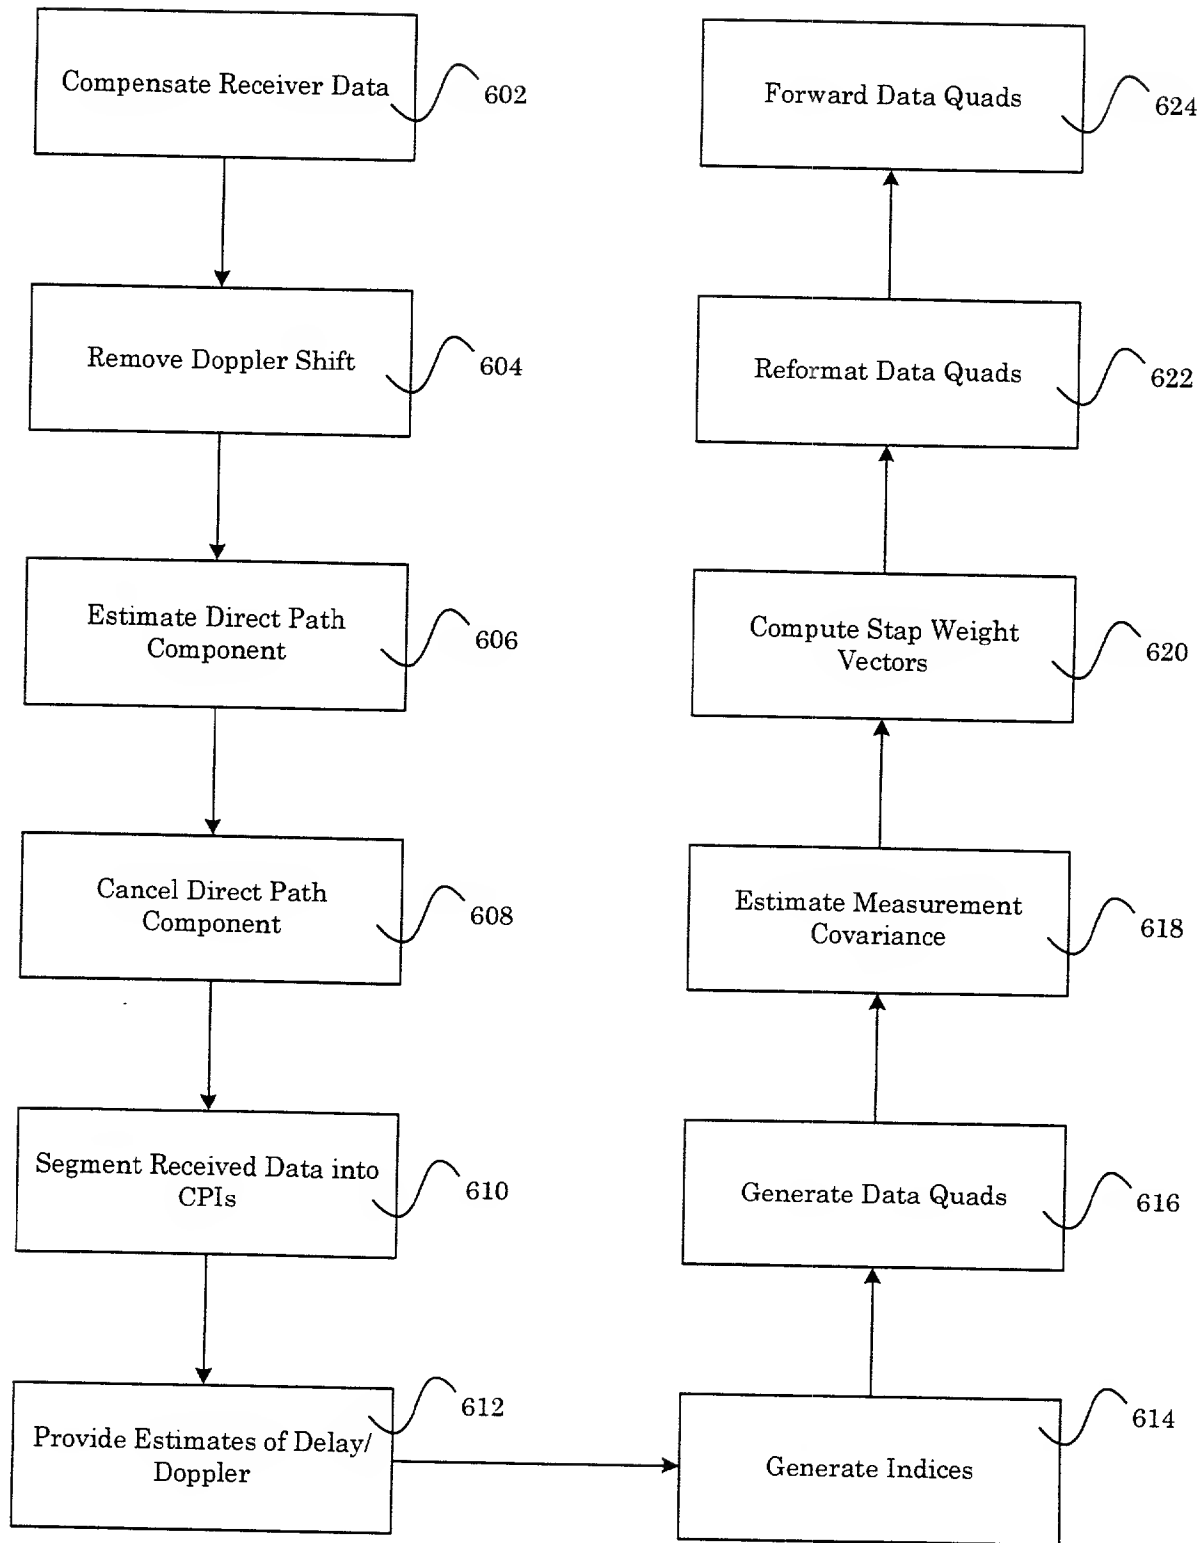 Compensate Receiver Data
602
Remove Doppler Shift
604
Estimate Direct Path
Component
606
Cancel Direct Path
Component
608
Segment Received Data into
CPIs
610
Provide Estimates of Delay/
Doppler
612
Generate Indices
614
Generate Data Quads
616
Estimate Measurement
Covariance
618
Compute Stap Weight
Vectors
620
Reformat Data Quads
622
Forward Data Quads
624